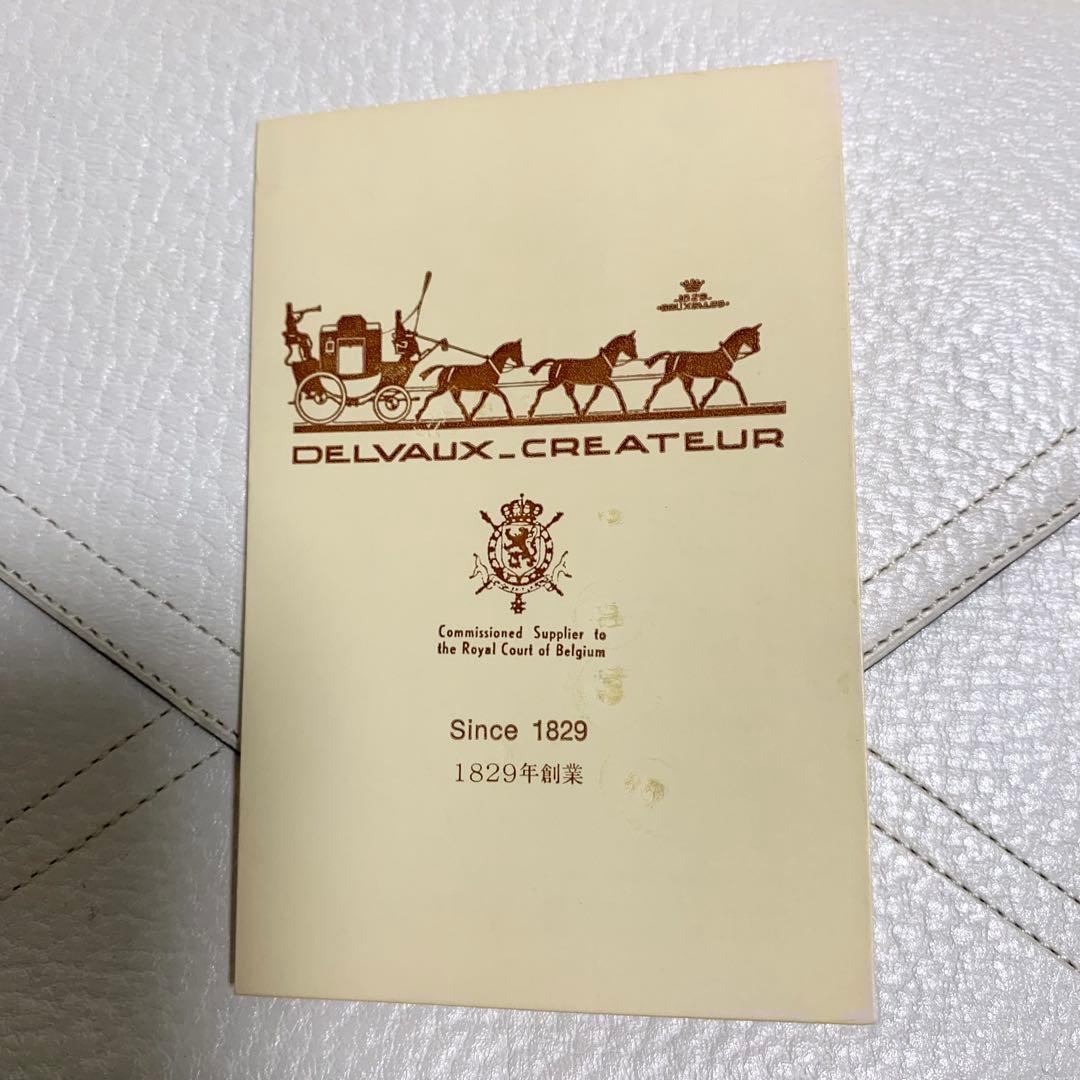 DELVAUX_CREATEUR
Commissioned Supplier to
the Royal Court of Belgium
Since 1829
1829年創業